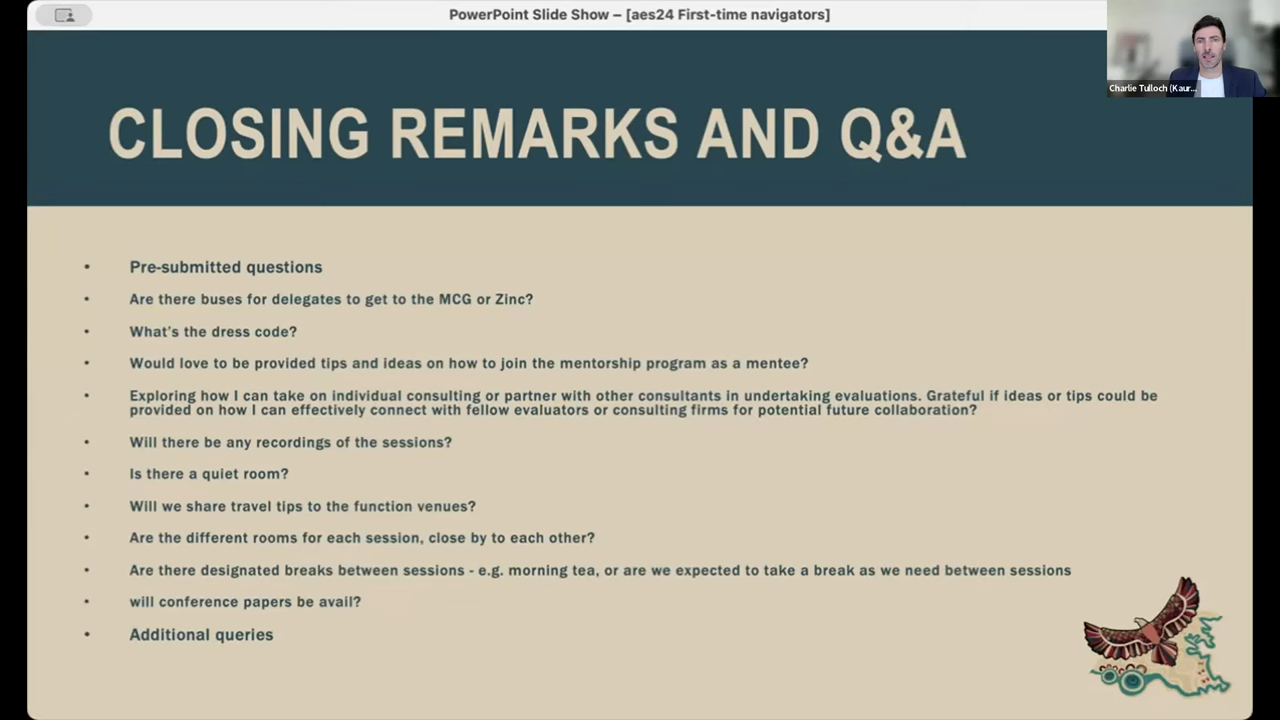 PowerPoint Slide Show – [aes24 First-time navigators]
Charlie Tulloch (Kaur...
CLOSING REMARKS AND Q&A
• Pre-submitted questions
• Are there buses for delegates to get to the MCG or Zinc?
• What's the dress code?
• Would love to be provided tips and ideas on how to join the mentorship program as a mentee?
• Exploring how I can take on individual consulting or partner with other consultants in undertaking evaluations. Grateful if ideas or tips could be
provided on how I can effectively connect with fellow evaluators or consulting firms for potential future collaboration?
• Will there be any recordings of the sessions?
• Is there a quiet room?
• Will we share travel tips to the function venues?
• Are the different rooms for each session, close by to each other?
• Are there designated breaks between sessions - e.g. morning tea, or are we expected to take a break as we need between sessions
• will conference papers be avail?
• Additional queries